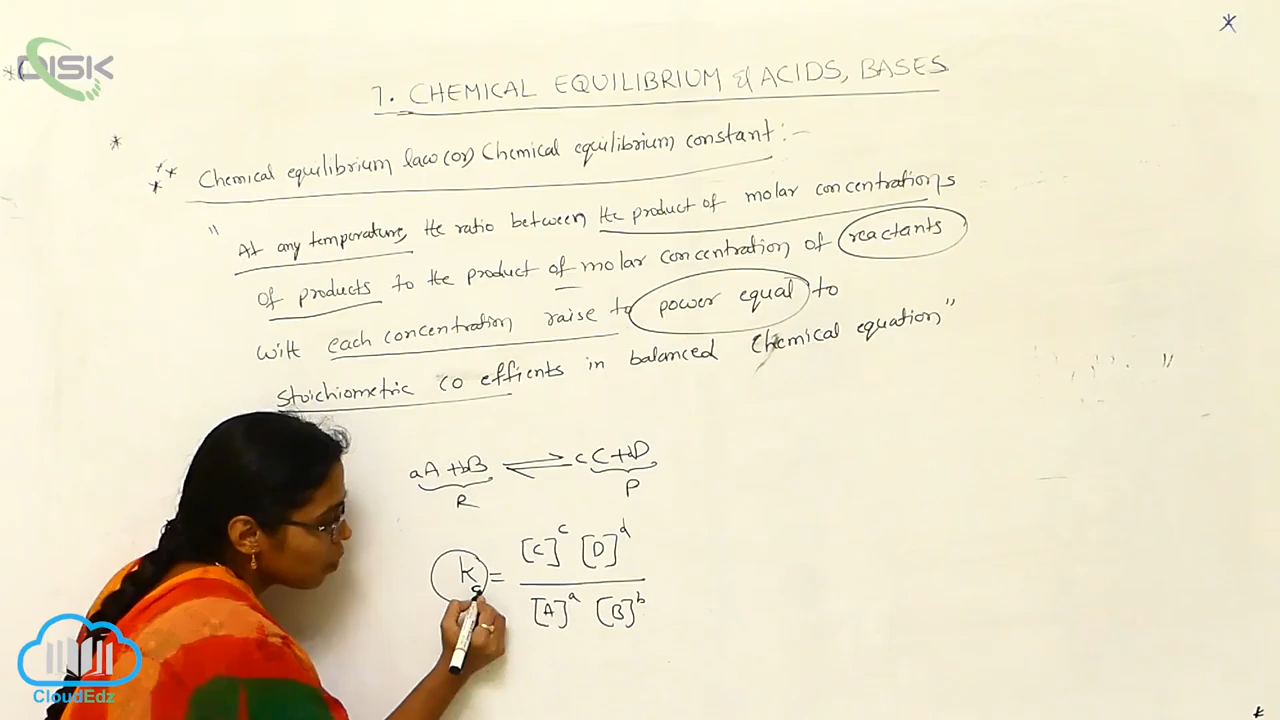 DISK
7. CHEMICAL EQUILIBRIUM & ACIDS, BASES
Chemical equilibrium law (or) Chemical equilibrium constant :-
" At any temperature, the ratio between the product of molar concentrations
of products to the product of molar concentration of reactants
with each concentration raise to power equal to
stoichiometric co effients in balanced chemical equation"
aA + bB ⇌ cC + dD
R P
Kc = [C]^c [D]^d
[A]^a [B]^b
CloudEdz